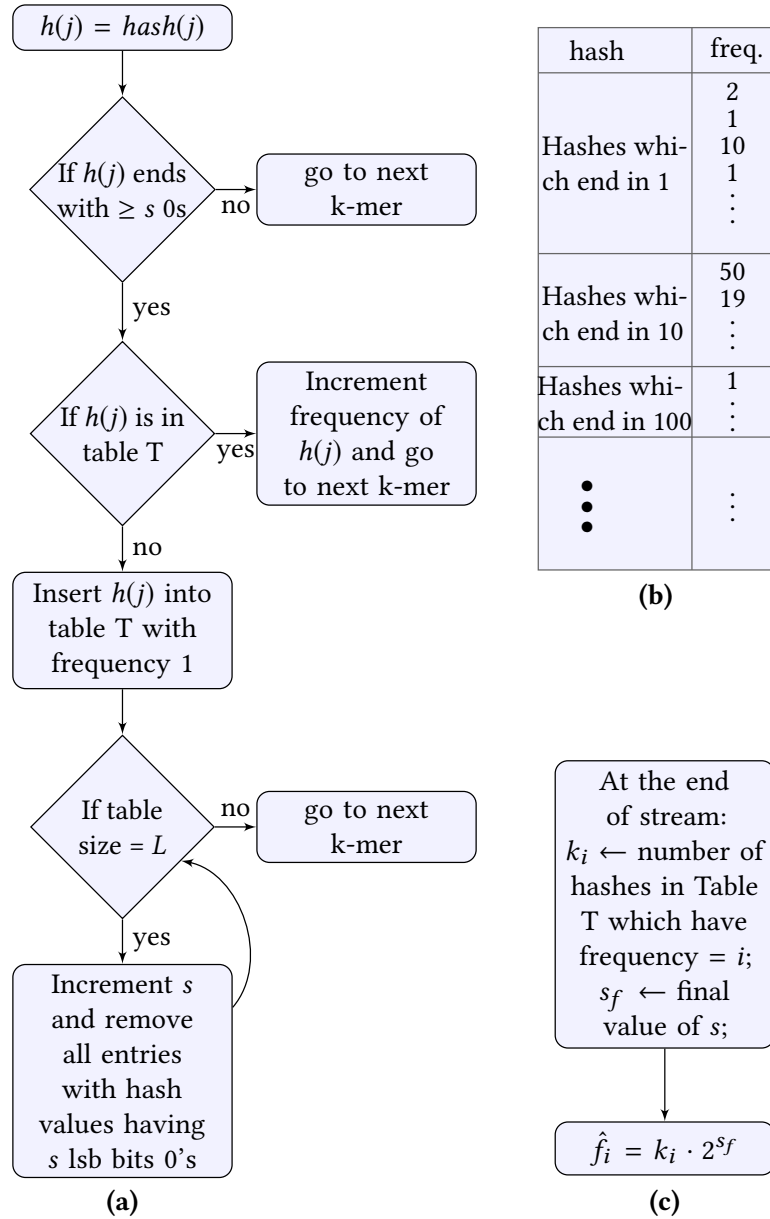 h(j) = hash(j)
If h(j) ends
with ≥ s 0s
no
go to next
k-mer
yes
If h(j) is in
table T
yes
Increment
frequency of
h(j) and go
to next k-mer
no
Insert h(j) into
table T with
frequency 1
If table
size = L
no
go to next
k-mer
yes
Increment s
and remove
all entries
with hash
values having
s lsb bits 0's
(a)
hash freq.
Hashes whi-
ch end in 1
2
1
10
1
⋮
Hashes whi-
ch end in 10
50
19
⋮
Hashes whi-
ch end in 100
1
⋮
⋮ ⋮
(b)
At the end
of stream:
k_i ← number of
hashes in Table
T which have
frequency = i;
s_f ← final
value of s;
f̂_i = k_i · 2^{s_f}
(c)